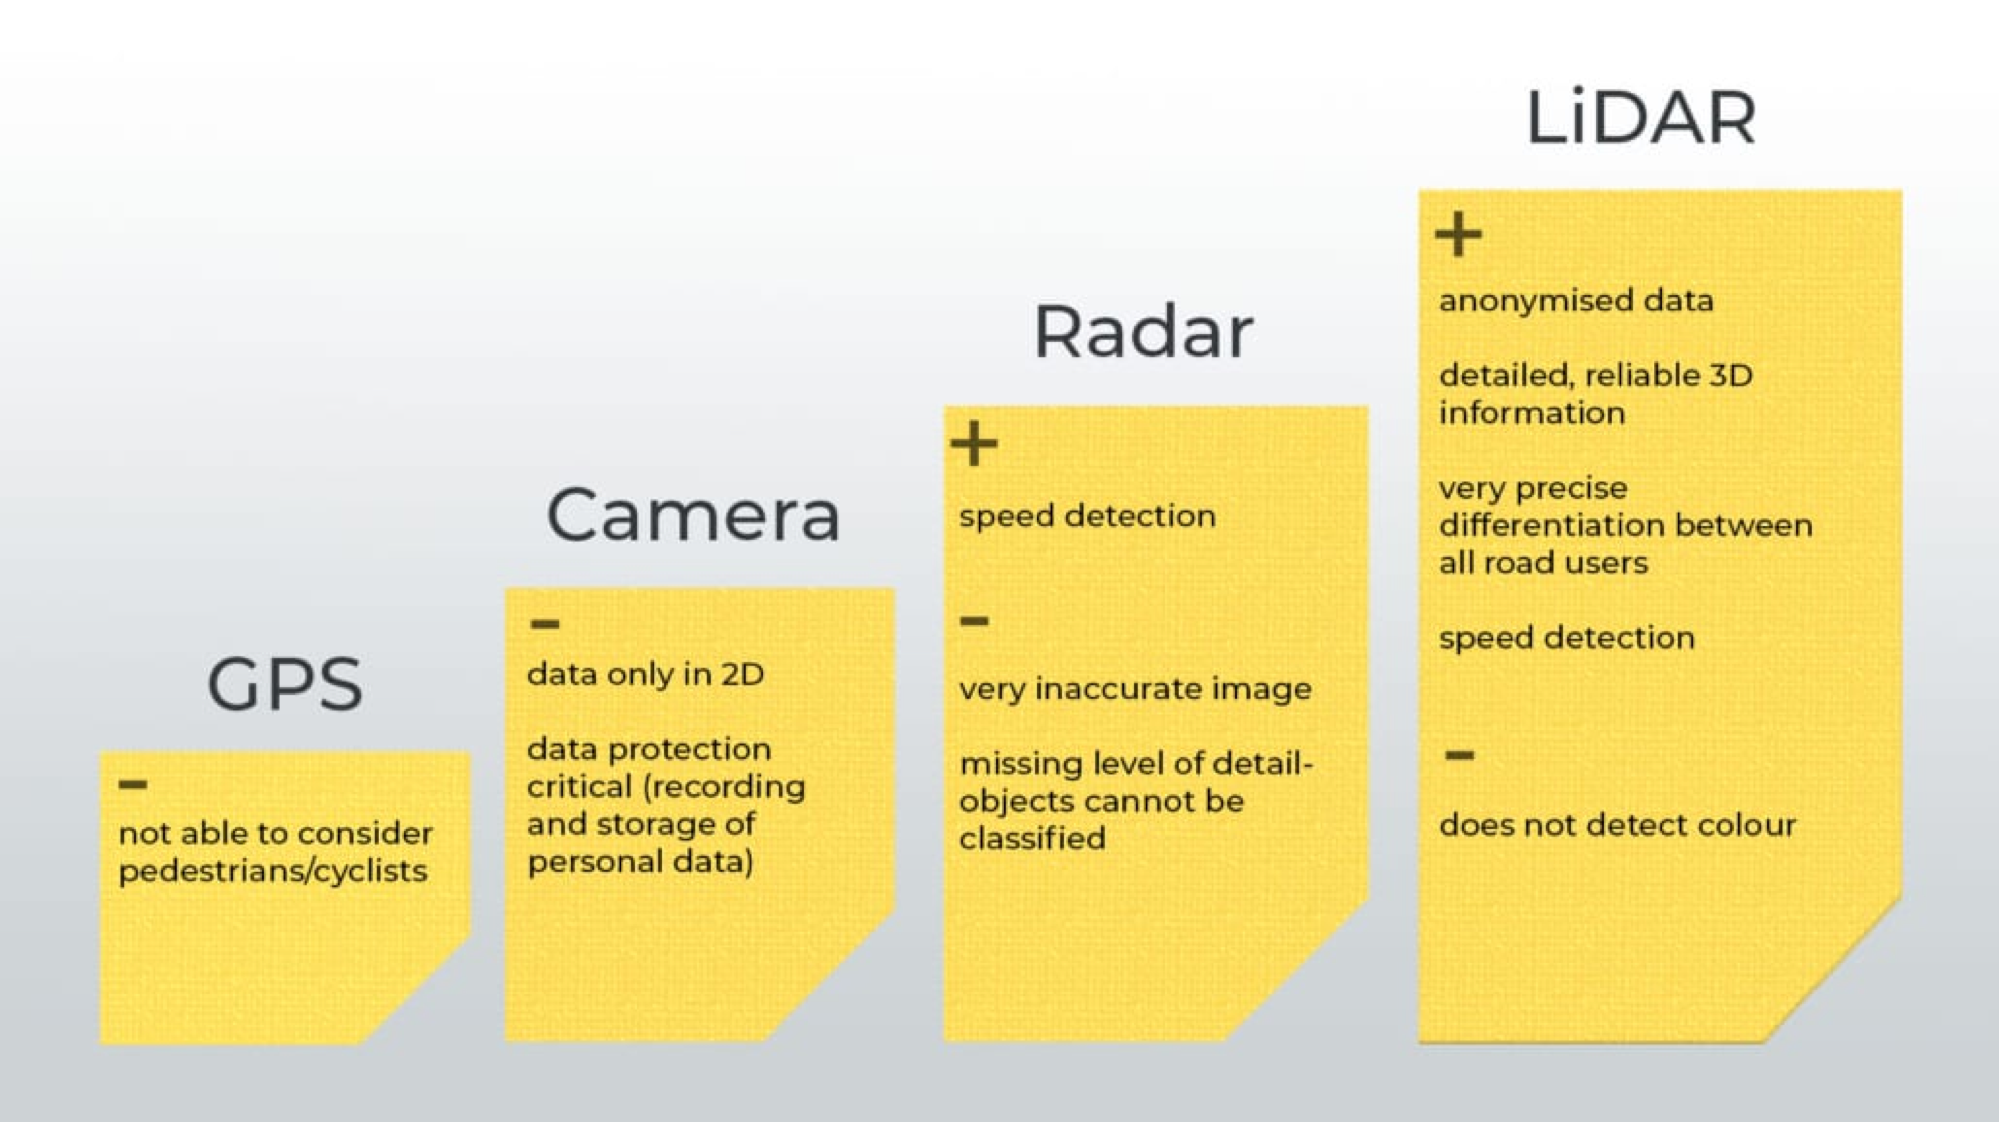 GPS
-
not able to consider
pedestrians/cyclists
Camera
-
data only in 2D
data protection
critical (recording
and storage of
personal data)
Radar
+
speed detection
-
very inaccurate image
missing level of detail-
objects cannot be
classified
LiDAR
+
anonymised data
detailed, reliable 3D
information
very precise
differentiation between
all road users
speed detection
-
does not detect colour